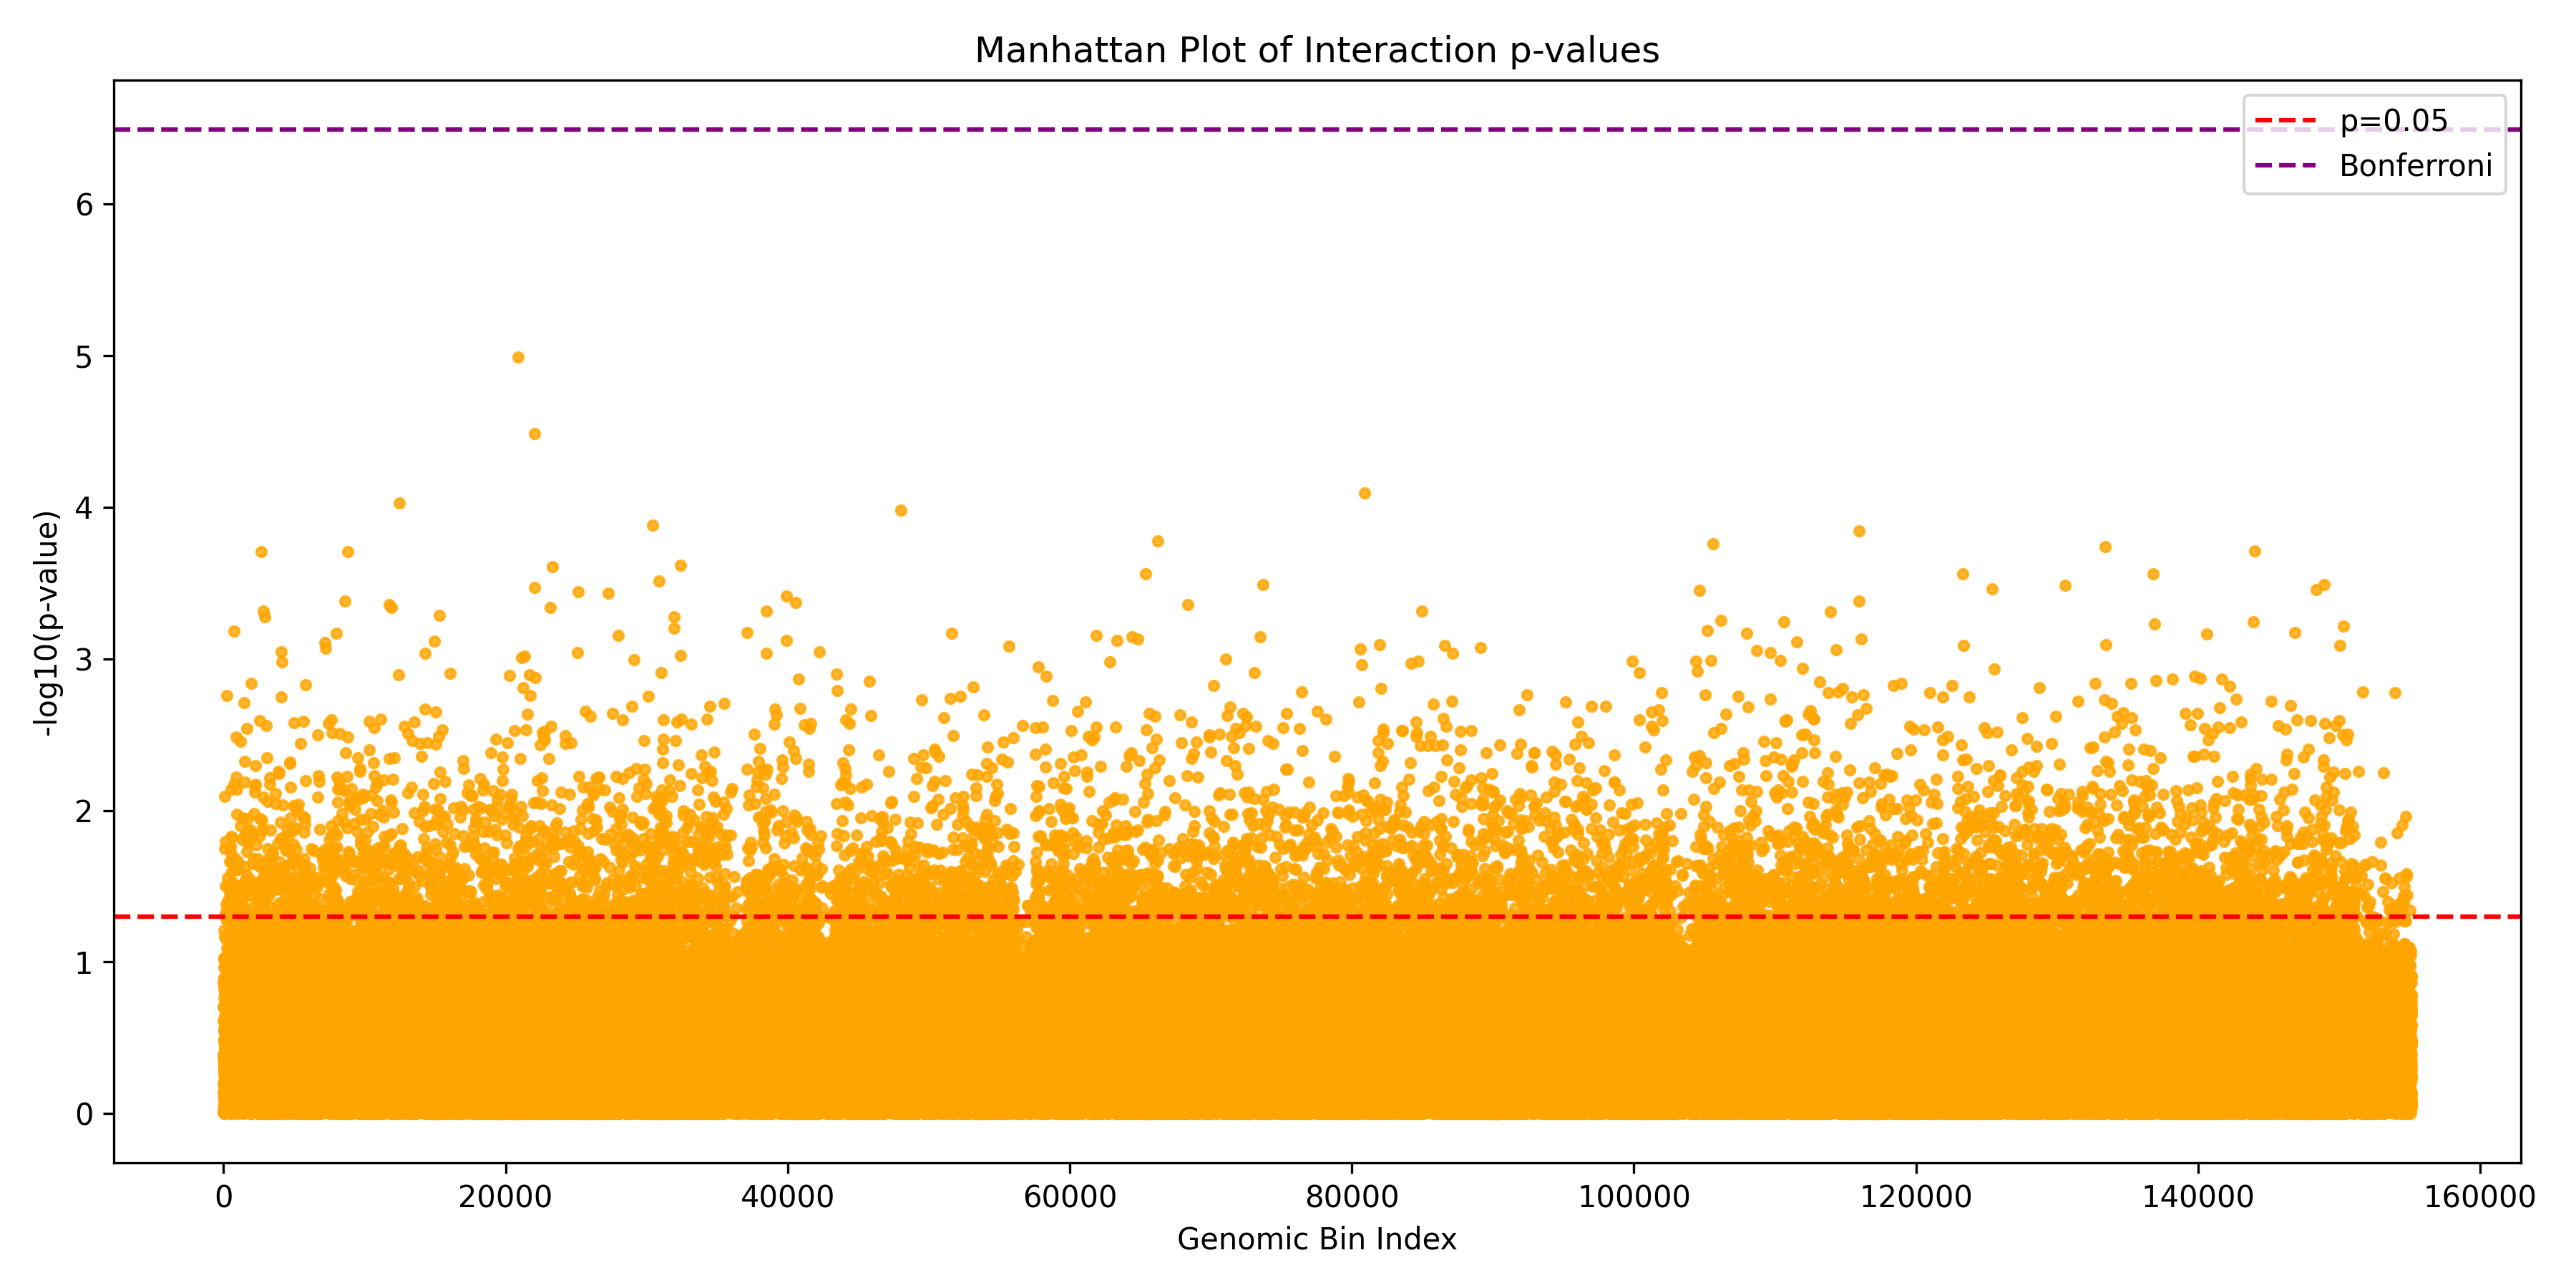 Manhattan Plot of Interaction p-values
p=0.05
Bonferroni
-log10(p-value)
6
5
4
3
2
1
0
0 20000 40000 60000 80000 100000 120000 140000 160000
Genomic Bin Index